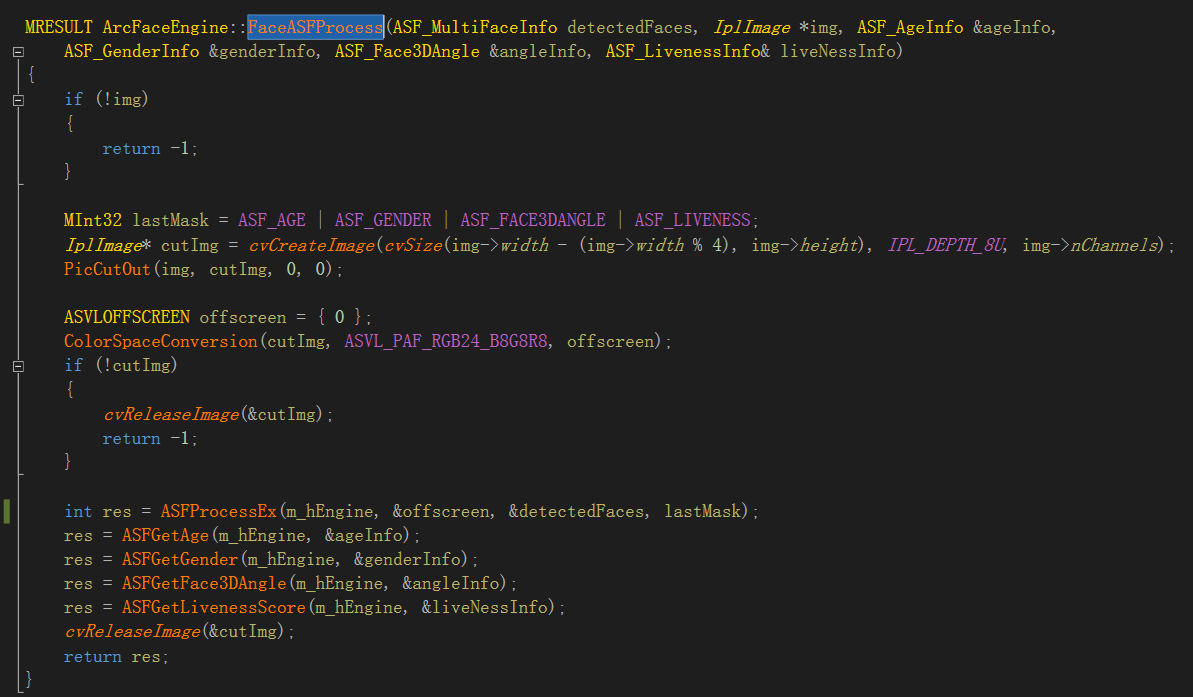 MRESULT ArcFaceEngine::FaceASFProcess(ASF_MultiFaceInfo detectedFaces, IplImage *img, ASF_AgeInfo &ageInfo,
    ASF_GenderInfo &genderInfo, ASF_Face3DAngle &angleInfo, ASF_LivenessInfo& liveNessInfo)
{
    if (!img)
    {
        return -1;
    }

    MInt32 lastMask = ASF_AGE | ASF_GENDER | ASF_FACE3DANGLE | ASF_LIVENESS;
    IplImage* cutImg = cvCreateImage(cvSize(img->width - (img->width % 4), img->height), IPL_DEPTH_8U, img->nChannels);
    PicCutOut(img, cutImg, 0, 0);

    ASVLOFFSCREEN offscreen = { 0 };
    ColorSpaceConversion(cutImg, ASVL_PAF_RGB24_B8G8R8, offscreen);
    if (!cutImg)
    {
        cvReleaseImage(&cutImg);
        return -1;
    }

    int res = ASFProcessEx(m_hEngine, &offscreen, &detectedFaces, lastMask);
    res = ASFGetAge(m_hEngine, &ageInfo);
    res = ASFGetGender(m_hEngine, &genderInfo);
    res = ASFGetFace3DAngle(m_hEngine, &angleInfo);
    res = ASFGetLivenessScore(m_hEngine, &liveNessInfo);
    cvReleaseImage(&cutImg);
    return res;
}